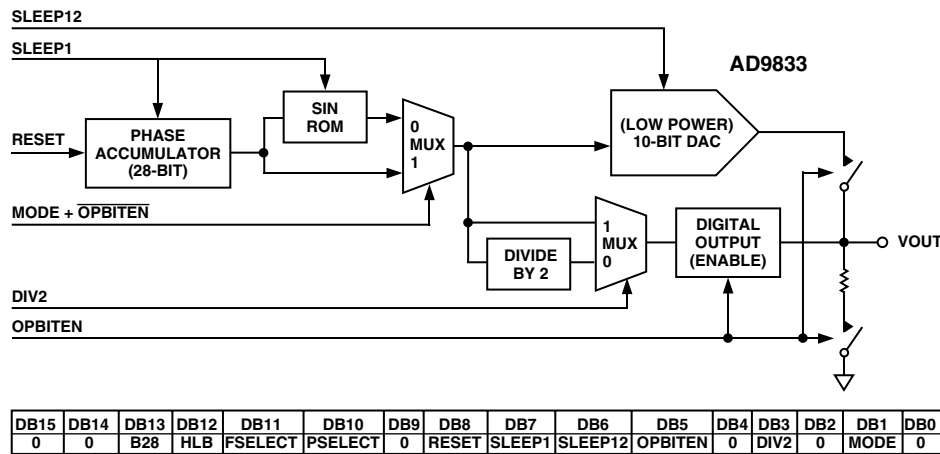 SLEEP12
SLEEP1
AD9833
RESET
PHASE
ACCUMULATOR
(28-BIT)
SIN
ROM
0
MUX
1
(LOW POWER)
10-BIT DAC
MODE + OPBITEN
DIVIDE
BY 2
1
MUX
0
DIGITAL
OUTPUT
(ENABLE)
VOUT
DIV2
OPBITEN
DB15 DB14 DB13 DB12 DB11 DB10 DB9 DB8 DB7 DB6 DB5 DB4 DB3 DB2 DB1 DB0
0 0 B28 HLB FSELECT PSELECT 0 RESET SLEEP1 SLEEP12 OPBITEN 0 DIV2 0 MODE 0